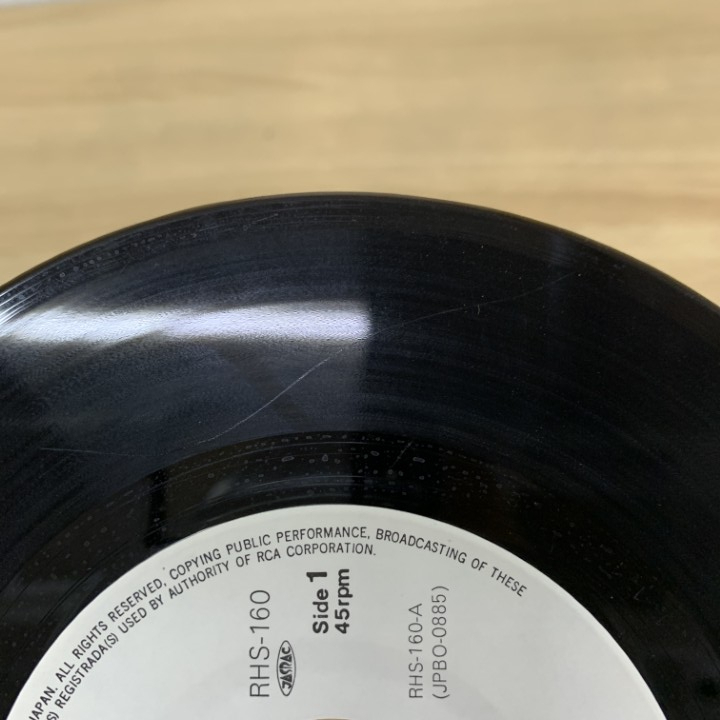 JAPAN. ALL RIGHTS RESERVED, COPYING PUBLIC PERFORMANCE, BROADCASTING OF THESE
REGISTRADA(S) USED BY AUTHORITY OF RCA CORPORATION.
RHS-160
JASRAC
Side 1
45rpm
RHS-160-A
(JPBO-0885)